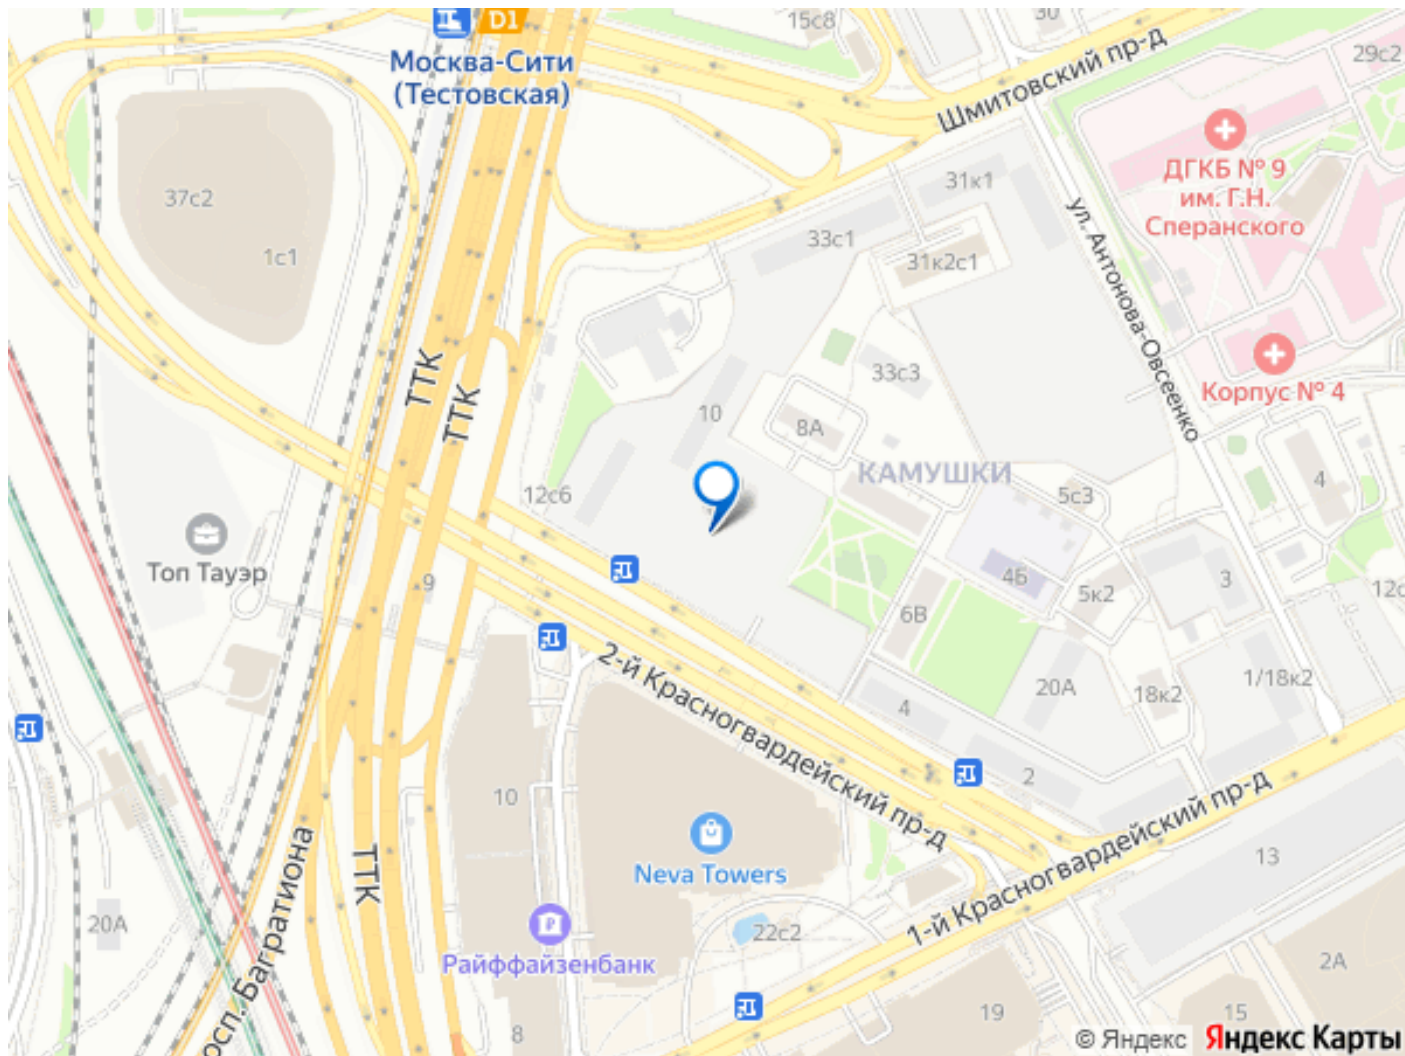 D1
Москва-Сити
(Тестовская)
15с8
30
Шмитовский пр-д
29с2
ДГКБ № 9
им. Г.Н.
Сперанского
37с2
1с1
31к1
33с1
31к2с1
ул. Антонова-Овсеенко
ТТК
ТТК
33с3
Корпус № 4
10
8А
КАМУШКИ
12с6
5с3
4
Топ Тауэр
9
4Б
5к2
3
12с
6В
2-й Красногвардейский пр-д
20А
18к2
1/18к2
4
2
10
Neva Towers
1-й Красногвардейский пр-д
13
ТТК
20А
просп. Багратиона
Райффайзенбанк
22с2
2А
8
19
15
© Яндекс Яндекс Карты